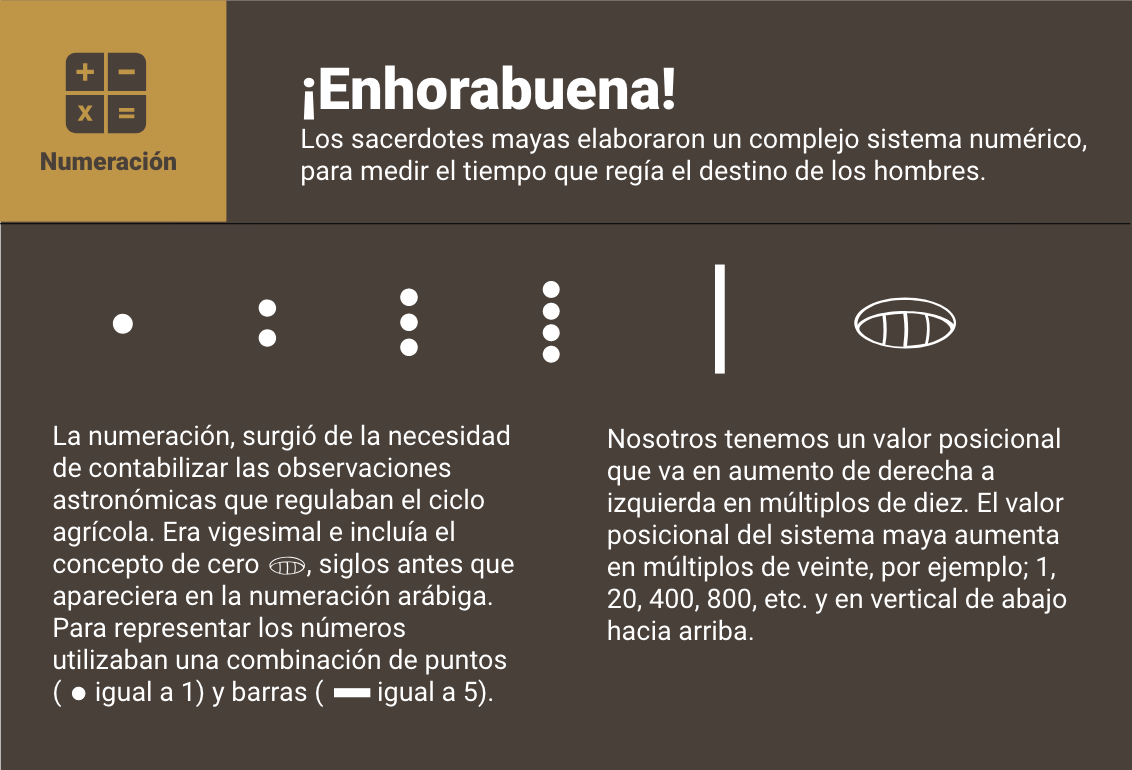 + −
x =
Numeración
¡Enhorabuena!
Los sacerdotes mayas elaboraron un complejo sistema numérico,
para medir el tiempo que regía el destino de los hombres.
La numeración, surgió de la necesidad
de contabilizar las observaciones
astronómicas que regulaban el ciclo
agrícola. Era vigesimal e incluía el
concepto de cero , siglos antes que
apareciera en la numeración arábiga.
Para representar los números
utilizaban una combinación de puntos
( ● igual a 1) y barras ( ▬ igual a 5).
Nosotros tenemos un valor posicional
que va en aumento de derecha a
izquierda en múltiplos de diez. El valor
posicional del sistema maya aumenta
en múltiplos de veinte, por ejemplo; 1,
20, 400, 800, etc. y en vertical de abajo
hacia arriba.